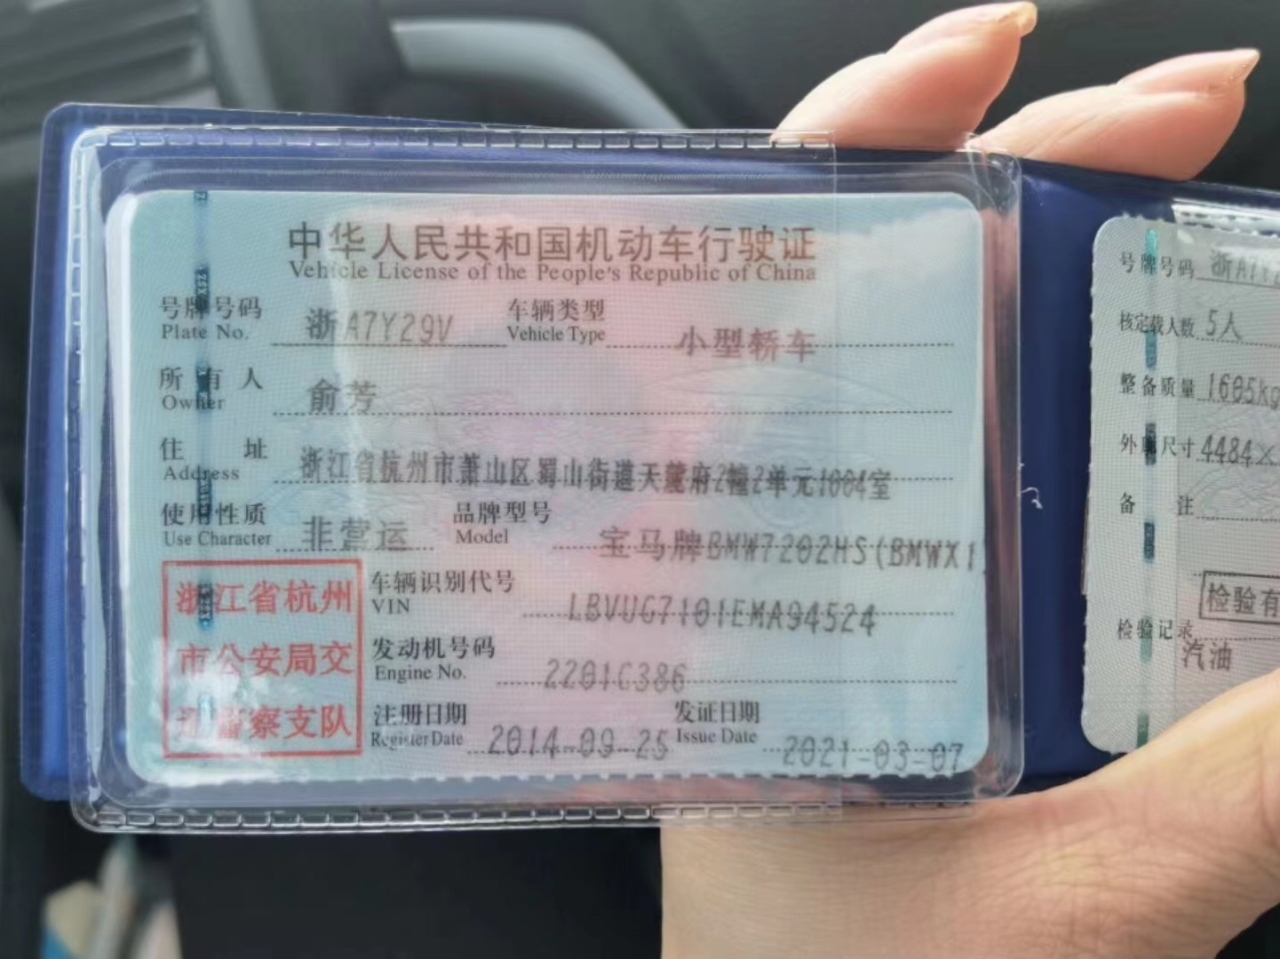 中华人民共和国机动车行驶证
Vehicle License of the People's Republic of China
号牌号码 浙A7Y29V 车辆类型 小型轿车
Plate No. Vehicle Type
所有人 俞芳
Owner
住址 浙江省杭州市萧山区蜀山街道天麓府2幢2单元1004室
Address
使用性质 非营运 品牌型号 宝马牌BMW7202HS(BMWX1
Use Character Model
浙江省杭州
市公安局交
通警察支队
车辆识别代号
VIN LBVUG7101EMA94524
发动机号码
Engine No. 2201C386
注册日期 2014-09-25 发证日期 2021-03-07
Register Date Issue Date
号牌号码 浙A7Y
核定载人数 5人
整备质量 1605kg
外廓尺寸 4484×
备注
检验有
检验记录
汽油